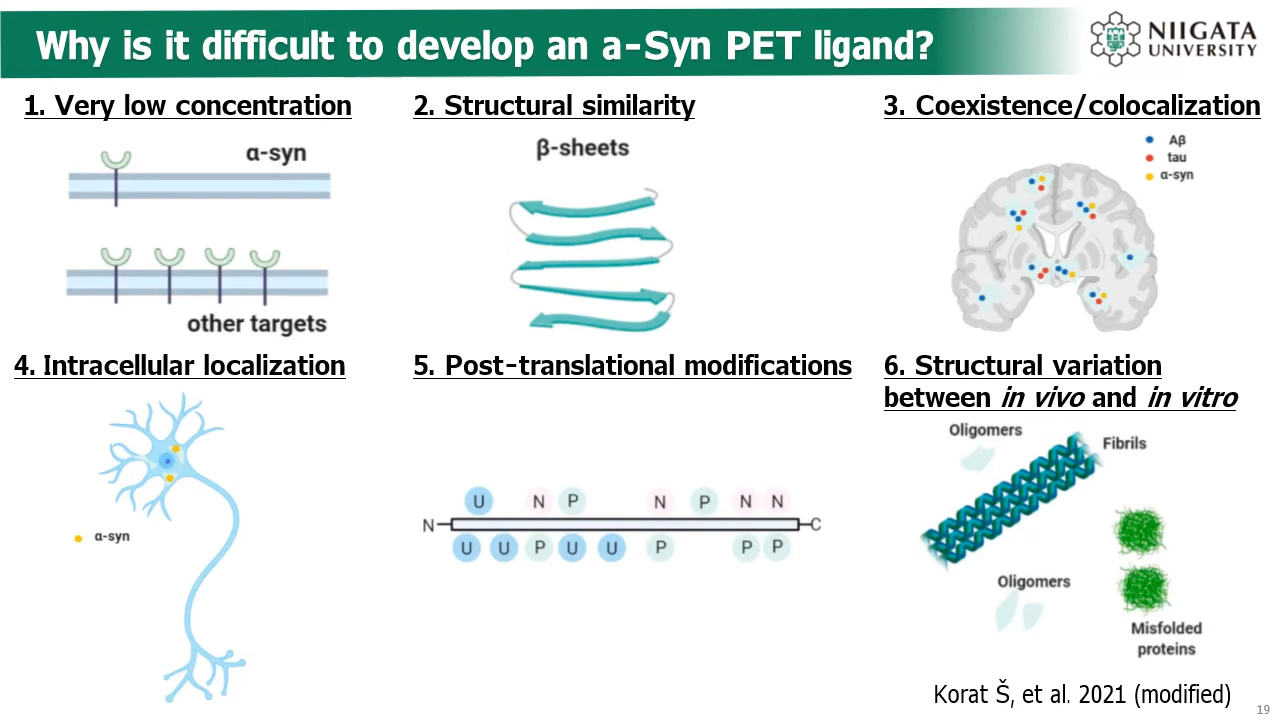 Why is it difficult to develop an a-Syn PET ligand?
NIIGATA
UNIVERSITY
1. Very low concentration
α-syn
other targets
2. Structural similarity
β-sheets
3. Coexistence/colocalization
Aβ
tau
α-syn
4. Intracellular localization
α-syn
5. Post-translational modifications
U N P N P N N
N C
U U P U U P P P
6. Structural variation
between in vivo and in vitro
Oligomers
Fibrils
Oligomers
Misfolded
proteins
Korat Š, et al. 2021 (modified)
19